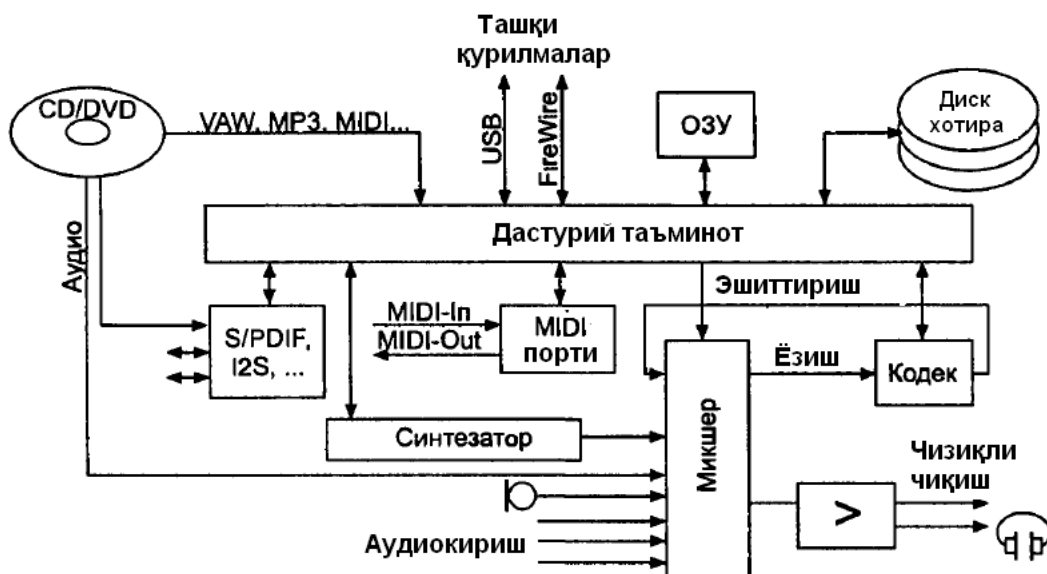 Ташқи
қурилмалар
CD/DVD
VAW, MP3, MIDI...
USB
FireWire
ОЗУ
Диск
хотира
Аудио
Дастурий таъминот
Эшиттириш
S/PDIF,
I2S, ...
MIDI-In
MIDI-Out
MIDI
порти
Ёзиш
Кодек
Синтезатор
Микшер
Чизиқли
чиқиш
>
Аудиокириш